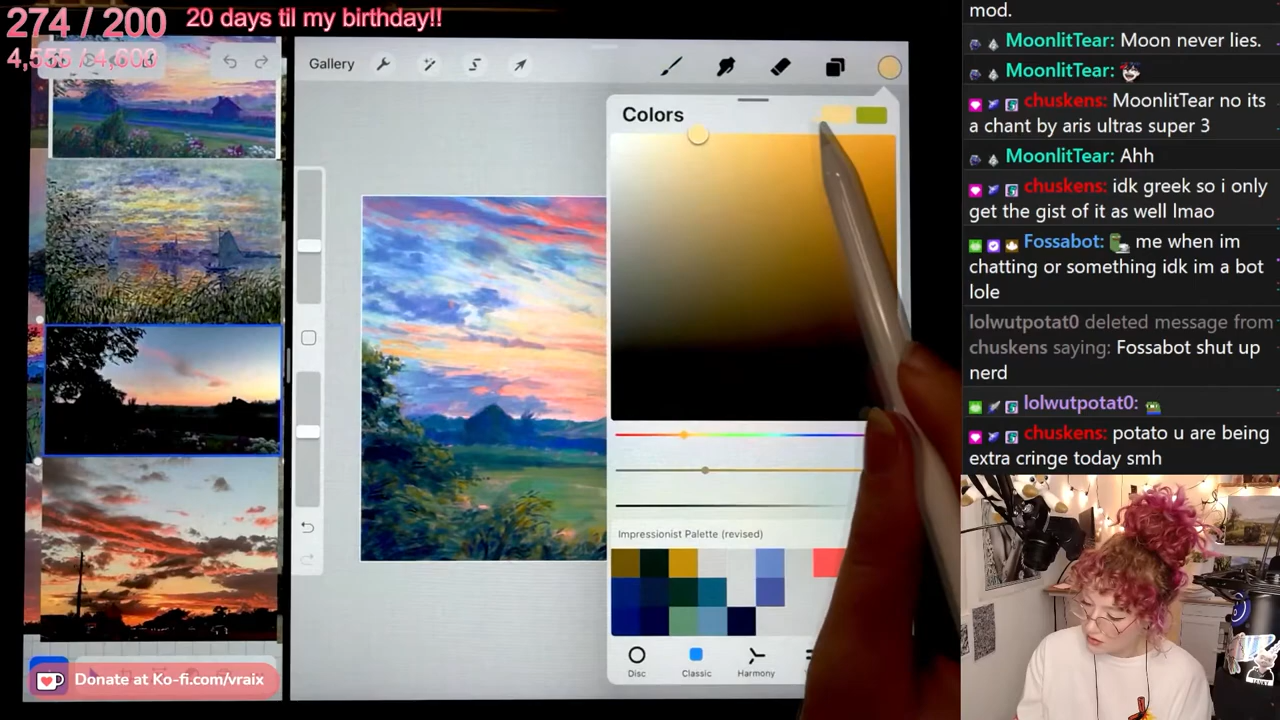 274 / 200
20 days til my birthday!!
4,555 / 4,600
Gallery
Colors
Impressionist Palette (revised)
Disc
Classic
Harmony
Donate at Ko-fi.com/vraix
mod.
MoonlitTear: Moon never lies.
MoonlitTear:
chuskens: MoonlitTear no its
a chant by aris ultras super 3
MoonlitTear: Ahh
chuskens: idk greek so i only
get the gist of it as well lmao
Fossabot: me when im
chatting or something idk im a bot
lole
lolwutpotat0 deleted message from
chuskens saying: Fossabot shut up
nerd
lolwutpotat0:
chuskens: potato u are being
extra cringe today smh